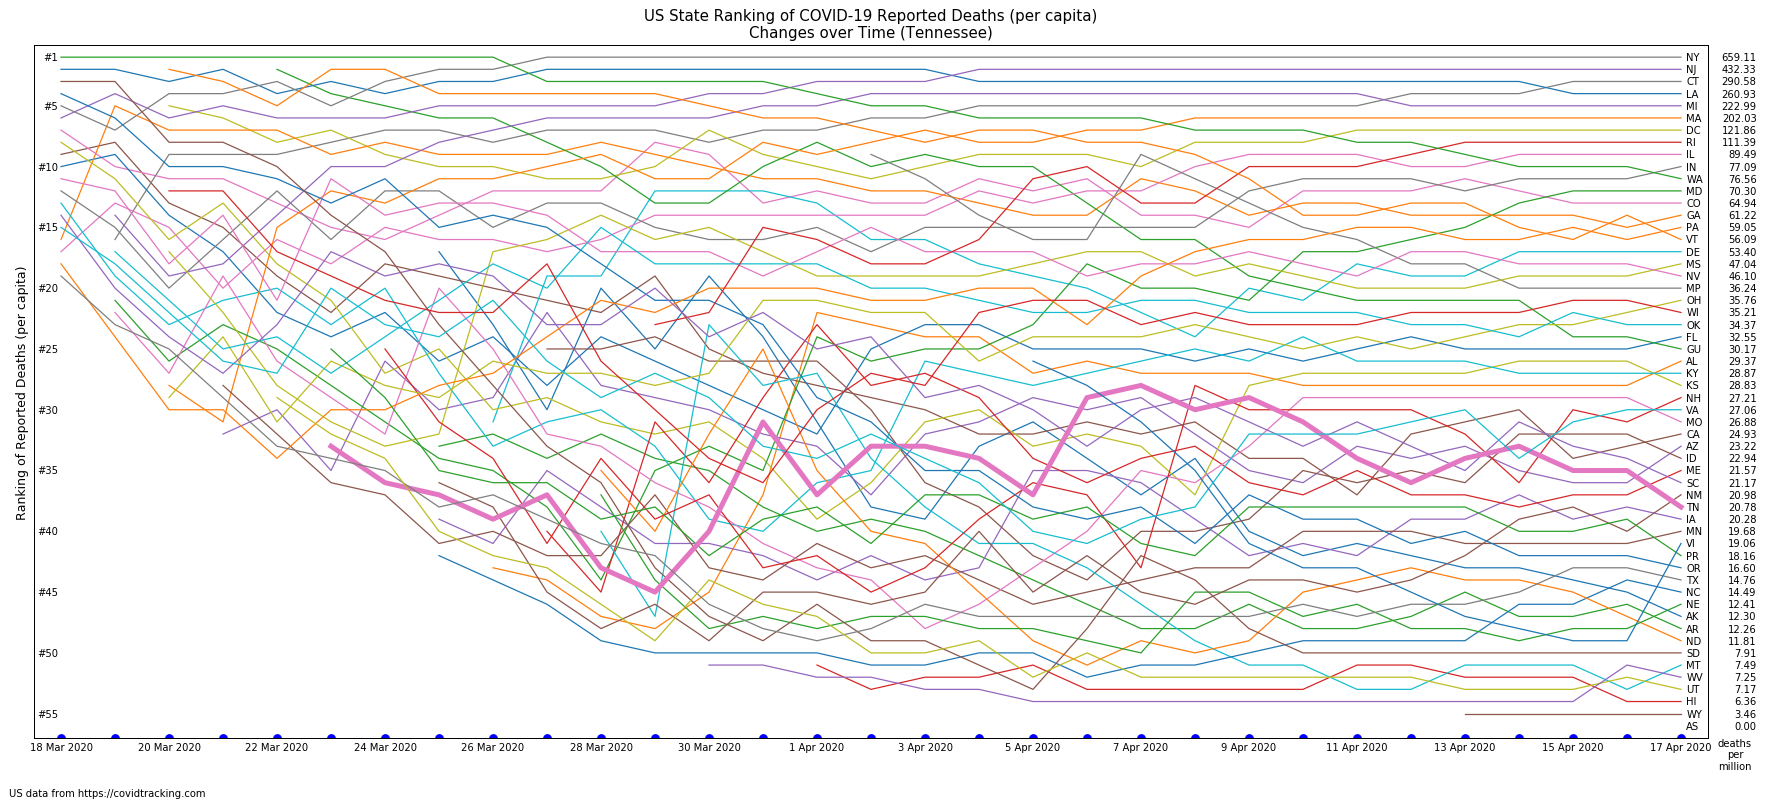 US State Ranking of COVID-19 Reported Deaths (per capita)
Changes over Time (Tennessee)
Ranking of Reported Deaths (per capita)
#1
#5
#10
#15
#20
#25
#30
#35
#40
#45
#50
#55
NY 659.11
NJ 432.33
CT 290.58
LA 260.93
MI 222.99
MA 202.03
DC 121.86
RI 111.39
IL 89.49
IN 77.09
WA 76.56
MD 70.30
CO 64.94
GA 61.22
PA 59.05
VT 56.09
DE 53.40
MS 47.04
NV 46.10
MP 36.24
OH 35.76
WI 35.21
OK 34.37
FL 32.55
GU 30.17
AL 29.37
KY 28.87
KS 28.83
NH 27.21
VA 27.06
MO 26.88
CA 24.93
AZ 23.22
ID 22.94
ME 21.57
SC 21.17
NM 20.98
TN 20.78
IA 20.28
MN 19.68
VI 19.06
PR 18.16
OR 16.60
TX 14.76
NC 14.49
NE 12.41
AK 12.30
AR 12.26
ND 11.81
SD 7.91
MT 7.49
WV 7.25
UT 7.17
HI 6.36
WY 3.46
AS 0.00
18 Mar 2020 20 Mar 2020 22 Mar 2020 24 Mar 2020 26 Mar 2020 28 Mar 2020 30 Mar 2020 1 Apr 2020 3 Apr 2020 5 Apr 2020 7 Apr 2020 9 Apr 2020 11 Apr 2020 13 Apr 2020 15 Apr 2020 17 Apr 2020
deaths
per
million
US data from https://covidtracking.com